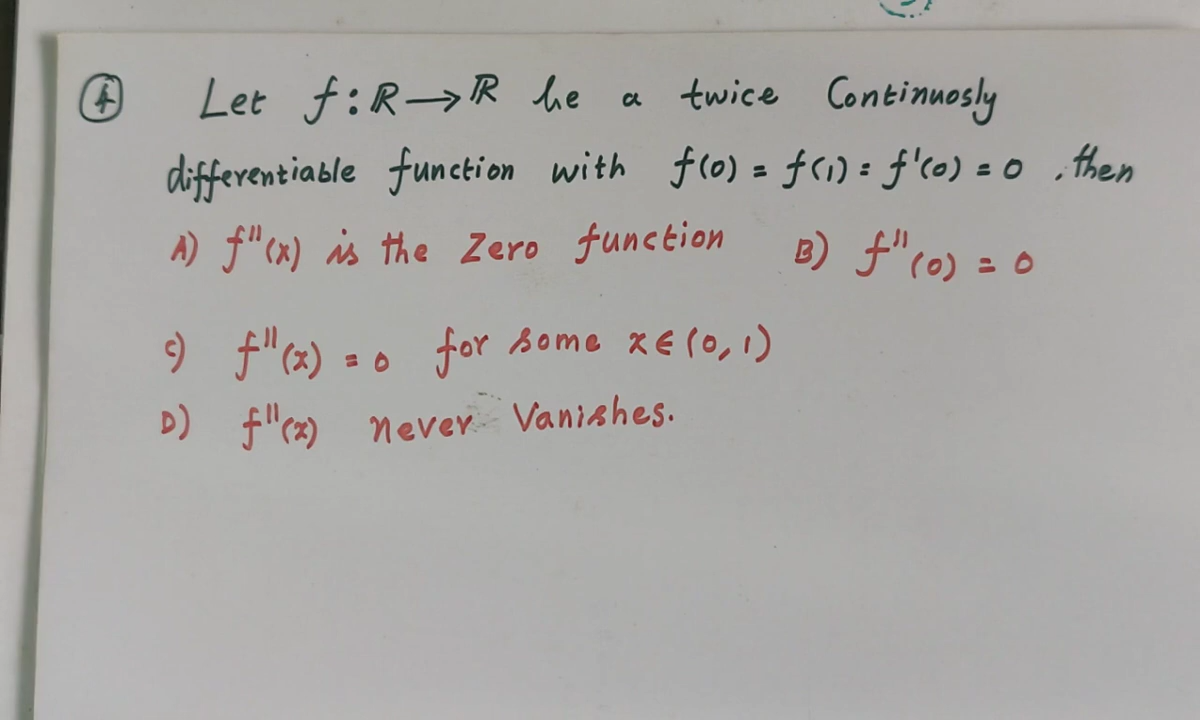 ④ Let f:ℝ→ℝ be a twice Continuosly
differentiable function with f(0) = f(1) = f'(0) = 0, then
A) f"(x) is the Zero function B) f"(0) = 0
C) f"(x) = 0 for some x∈(0,1)
D) f"(x) never Vanishes.